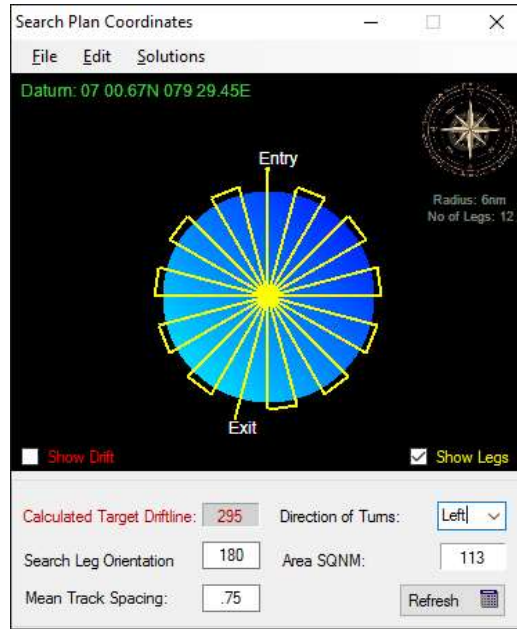 Search Plan Coordinates
File Edit Solutions
Datum: 07 00.67N 079 29.45E
Entry
Radius: 6nm
No of Legs: 12
Exit
Show Drift
Show Legs
Calculated Target Driftline: 295 Direction of Turns: Left
Search Leg Orientation 180 Area SQNM: 113
Mean Track Spacing: .75 Refresh